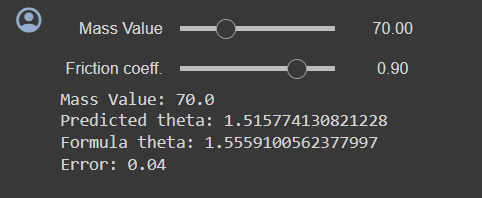 Mass Value 70.00
Friction coeff. 0.90
Mass Value: 70.0
Predicted theta: 1.515774130821228
Formula theta: 1.5559100562377997
Error: 0.04